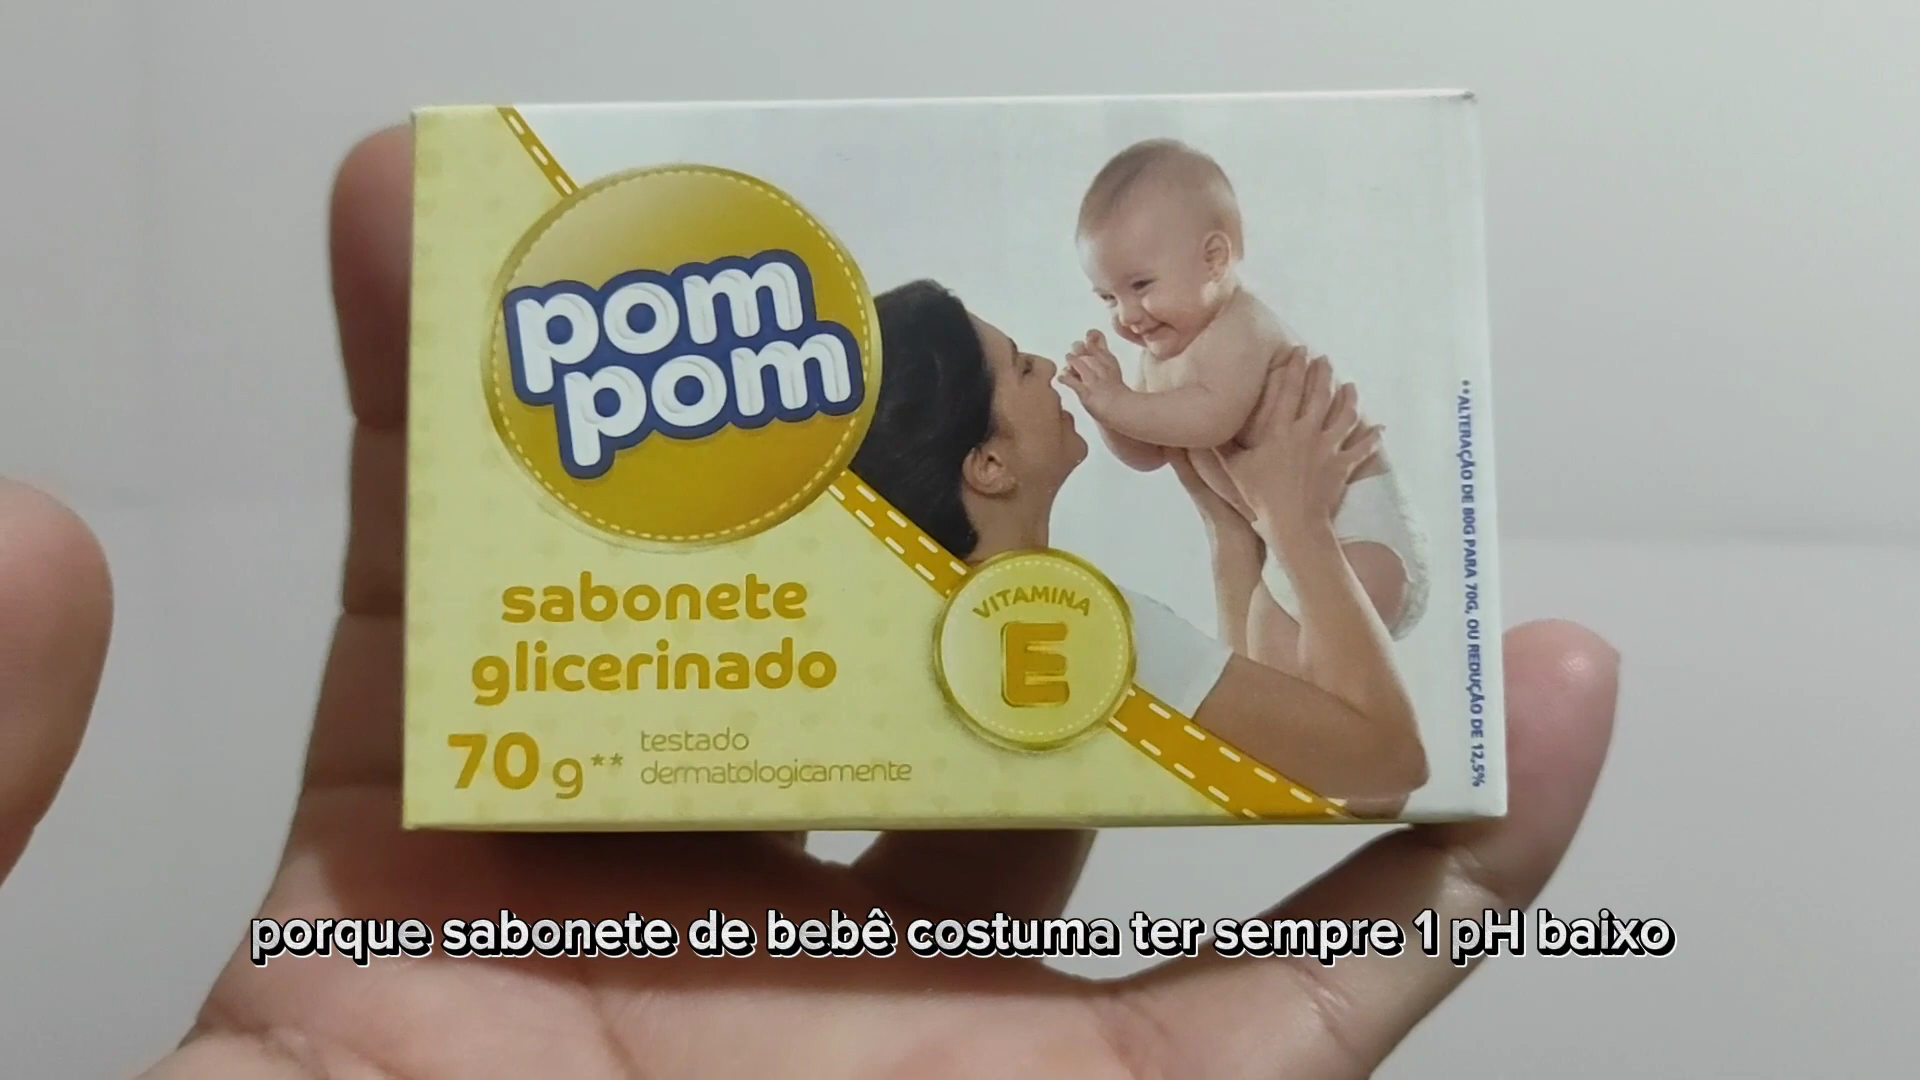 pom
pom
sabonete
glicerinado
70 g**
testado
dermatologicamente
VITAMINA
E
**ALTERAÇÃO DE 80G PARA 70G, OU REDUÇÃO DE 12,5%
porque sabonete de bebê costuma ter sempre 1 pH baixo